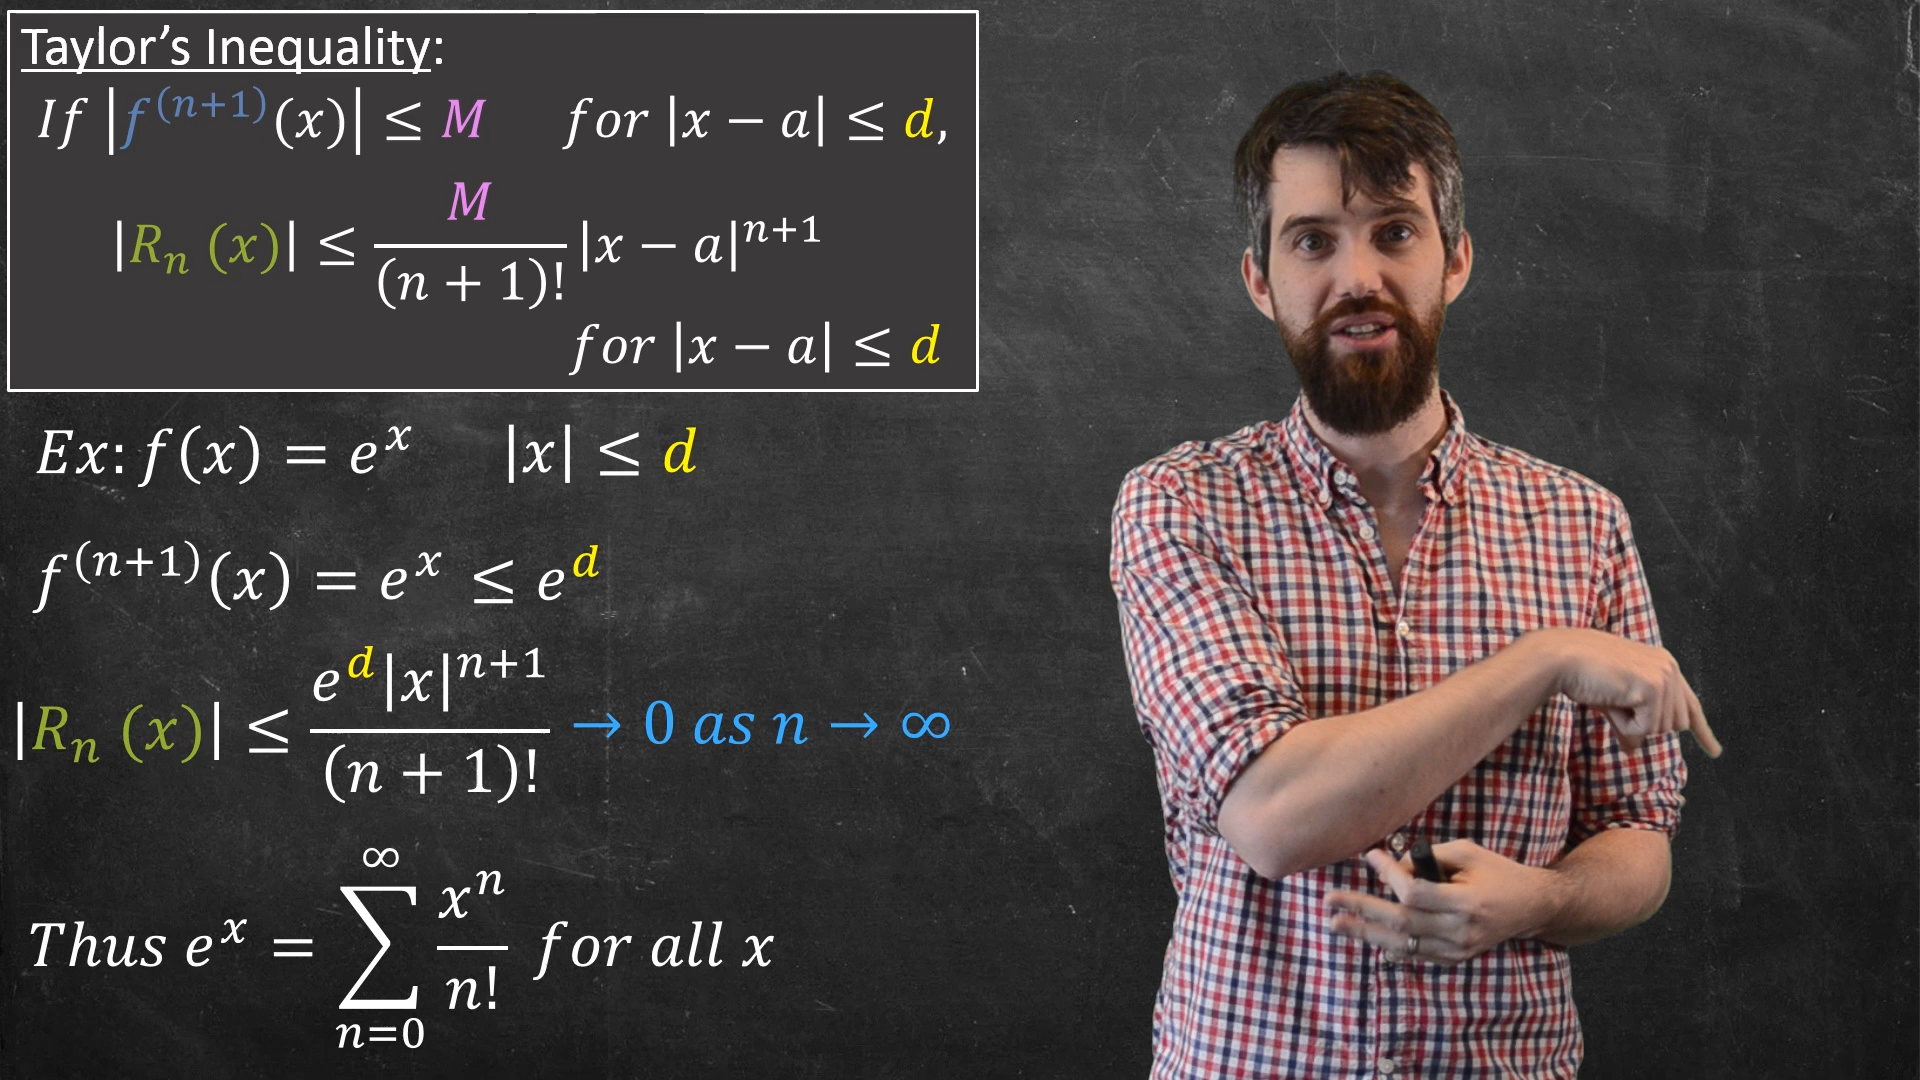 Taylor's Inequality:
If |f^(n+1)(x)| ≤ M for |x − a| ≤ d,
|R_n (x)| ≤ M/(n + 1)! |x − a|^(n+1)
for |x − a| ≤ d
Ex: f(x) = e^x |x| ≤ d
f^(n+1)(x) = e^x ≤ e^d
|R_n (x)| ≤ e^d|x|^(n+1)/(n + 1)! → 0 as n → ∞
Thus e^x = ∑_(n=0)^∞ x^n/n! for all x